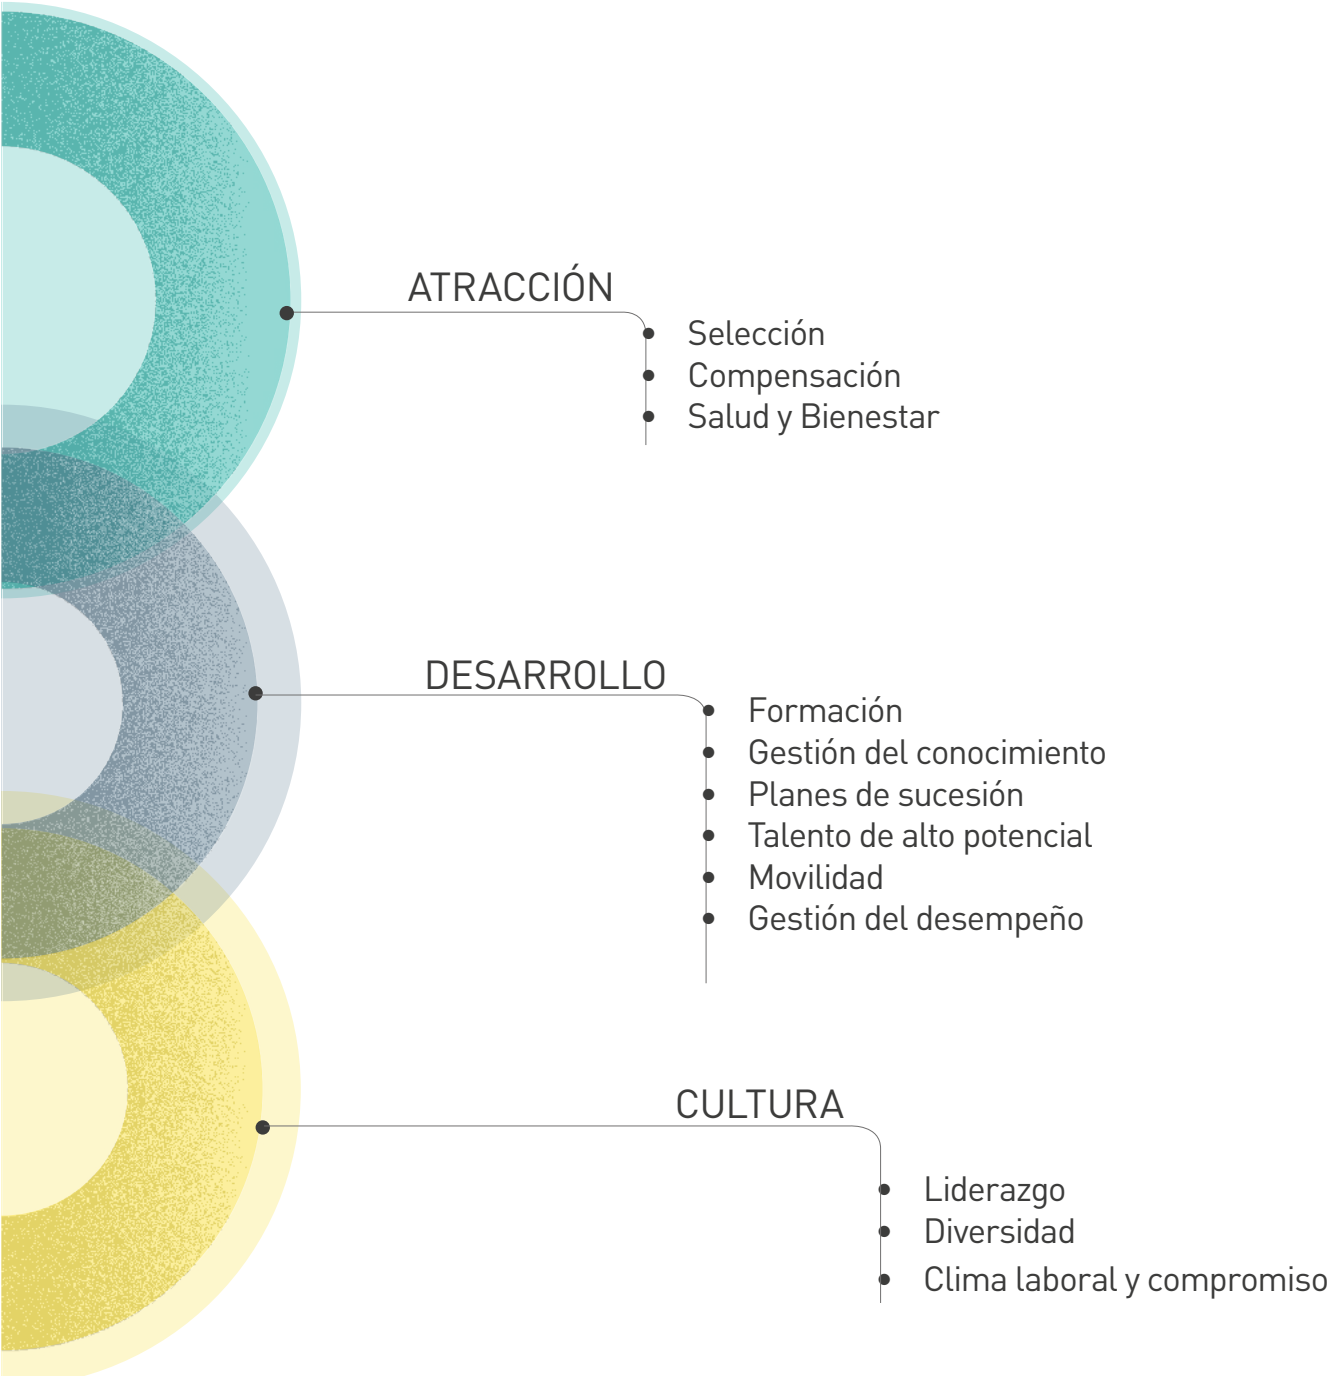 ATRACCIÓN
Selección
Compensación
Salud y Bienestar
DESARROLLO
Formación
Gestión del conocimiento
Planes de sucesión
Talento de alto potencial
Movilidad
Gestión del desempeño
CULTURA
Liderazgo
Diversidad
Clima laboral y compromiso